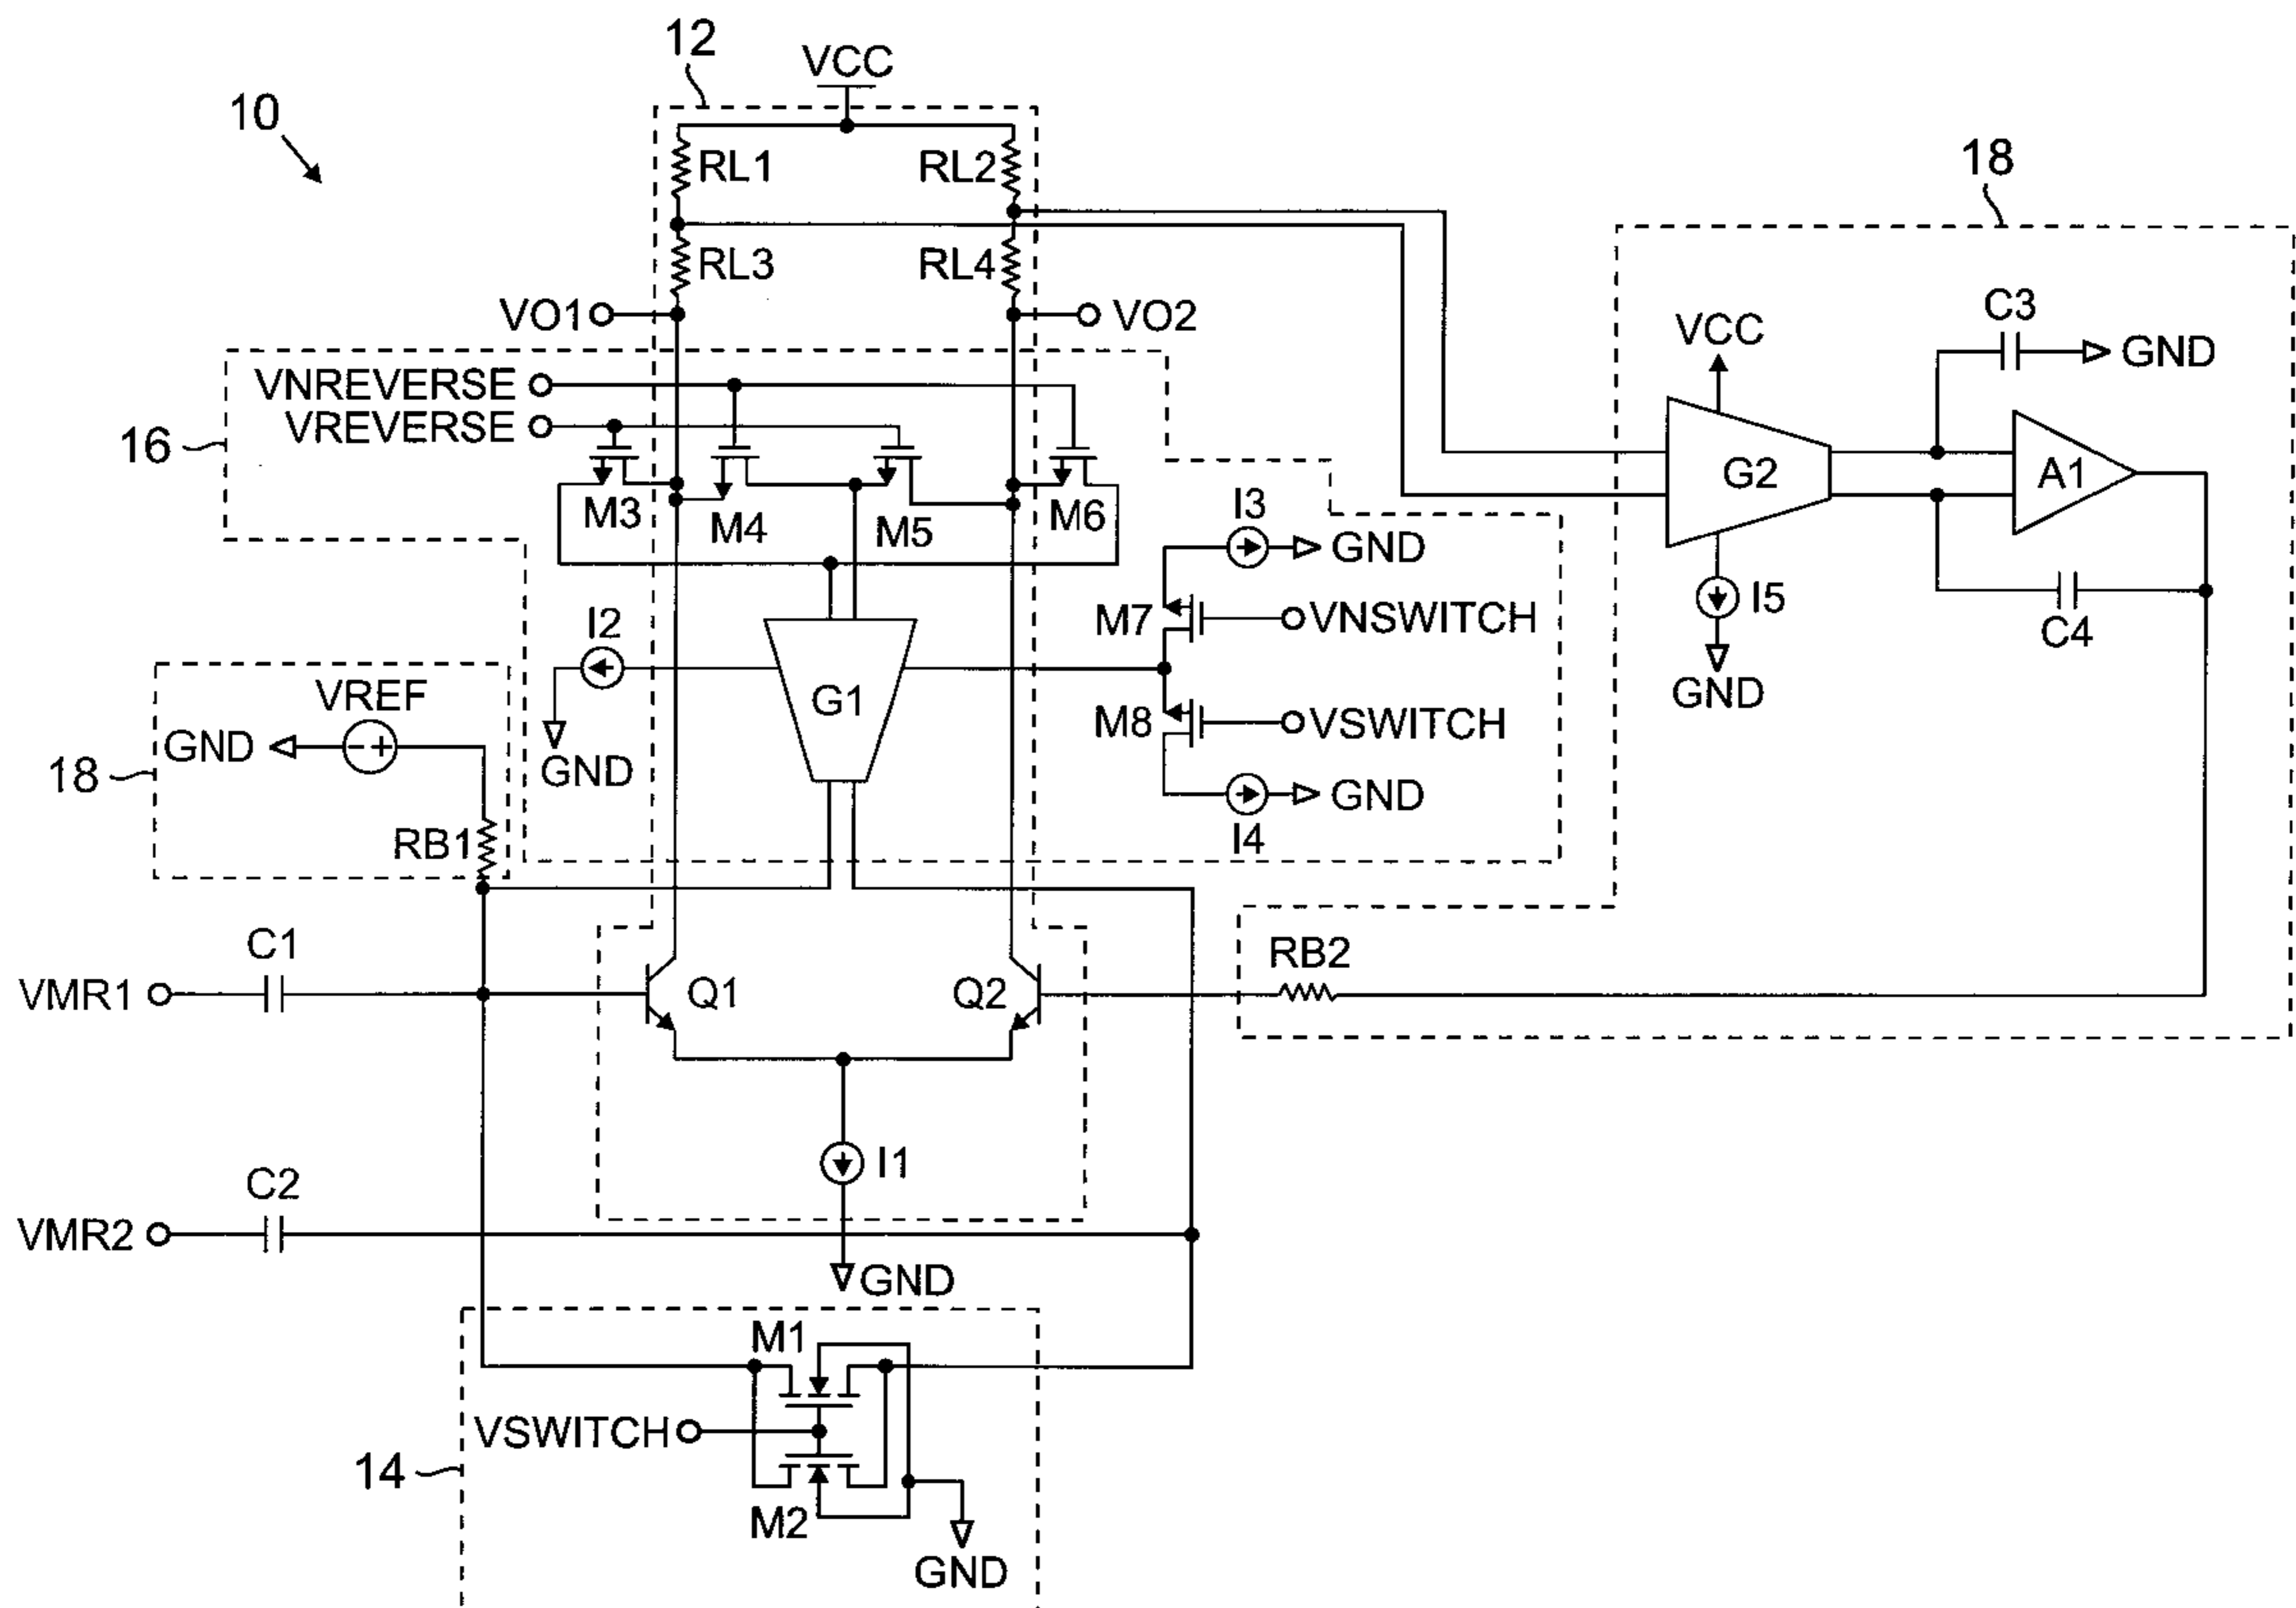 12
VCC
10
RL1
RL2
18
RL3
RL4
VO1
VO2
C3
VCC
GND
VNREVERSE
VREVERSE
16
G2
A1
M3
M4
M5
M6
I3
GND
I5
C4
I2
M7
VNSWITCH
GND
VREF
G1
M8
VSWITCH
GND
18
GND
GND
RB1
I4
C1
RB2
VMR1
Q1
Q2
I1
C2
VMR2
GND
M1
VSWITCH
14
M2
GND